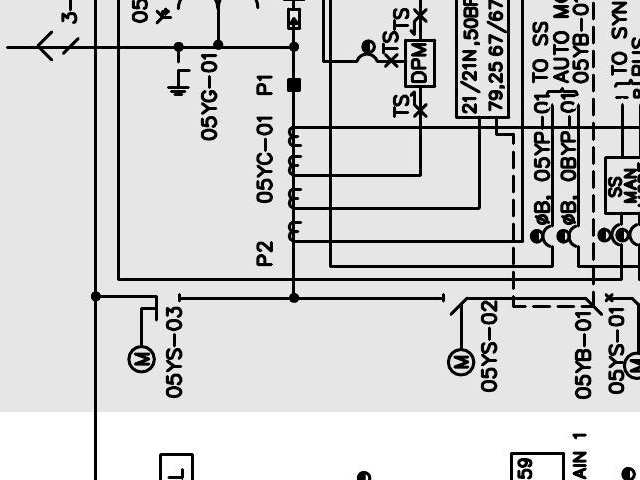 3-
05
05YG-01
P1
05YC-01
P2
TS
TS
DPM
TS
21/21N,50BF
79,25 67/67
TO SS
AUTO M
05YB-0
TO SYN
øB, 05YP-01
øB, 0BYP-01
SS
MAN
M
05YS-03
M
05YS-02
05YB-01
05YS-01
M
L
59
AIN 1